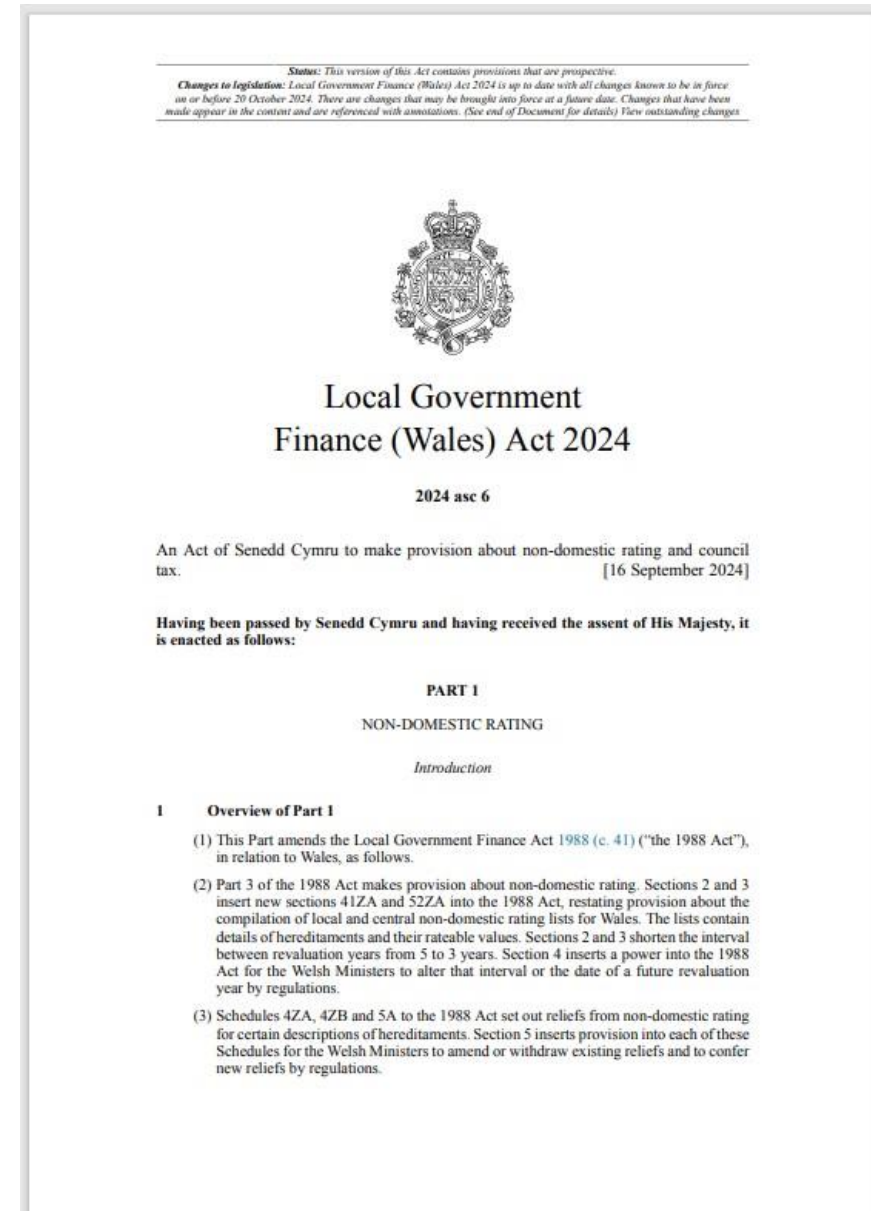 Status: This version of this Act contains provisions that are prospective.
Changes to legislation: Local Government Finance (Wales) Act 2024 is up to date with all changes known to be in force
on or before 20 October 2024. There are changes that may be brought into force at a future date. Changes that have been
made appear in the content and are referenced with annotations. (See end of Document for details) View outstanding changes
Local Government
Finance (Wales) Act 2024
2024 asc 6
An Act of Senedd Cymru to make provision about non-domestic rating and council
tax. [16 September 2024]
Having been passed by Senedd Cymru and having received the assent of His Majesty, it
is enacted as follows:
PART 1
NON-DOMESTIC RATING
Introduction
1 Overview of Part 1
(1) This Part amends the Local Government Finance Act 1988 (c. 41) (“the 1988 Act”),
in relation to Wales, as follows.
(2) Part 3 of the 1988 Act makes provision about non-domestic rating. Sections 2 and 3
insert new sections 41ZA and 52ZA into the 1988 Act, restating provision about the
compilation of local and central non-domestic rating lists for Wales. The lists contain
details of hereditaments and their rateable values. Sections 2 and 3 shorten the interval
between revaluation years from 5 to 3 years. Section 4 inserts a power into the 1988
Act for the Welsh Ministers to alter that interval or the date of a future revaluation
year by regulations.
(3) Schedules 4ZA, 4ZB and 5A to the 1988 Act set out reliefs from non-domestic rating
for certain descriptions of hereditaments. Section 5 inserts provision into each of these
Schedules for the Welsh Ministers to amend or withdraw existing reliefs and to confer
new reliefs by regulations.